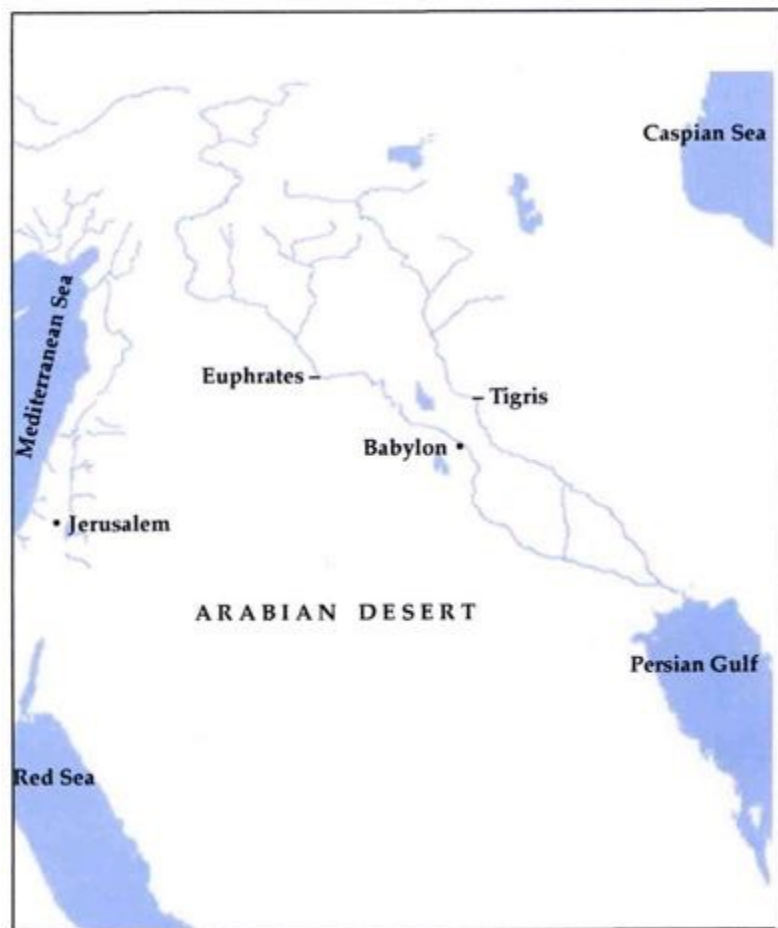 Caspian Sea
Mediterranean Sea
Euphrates
Tigris
Babylon
Jerusalem
ARABIAN DESERT
Persian Gulf
Red Sea